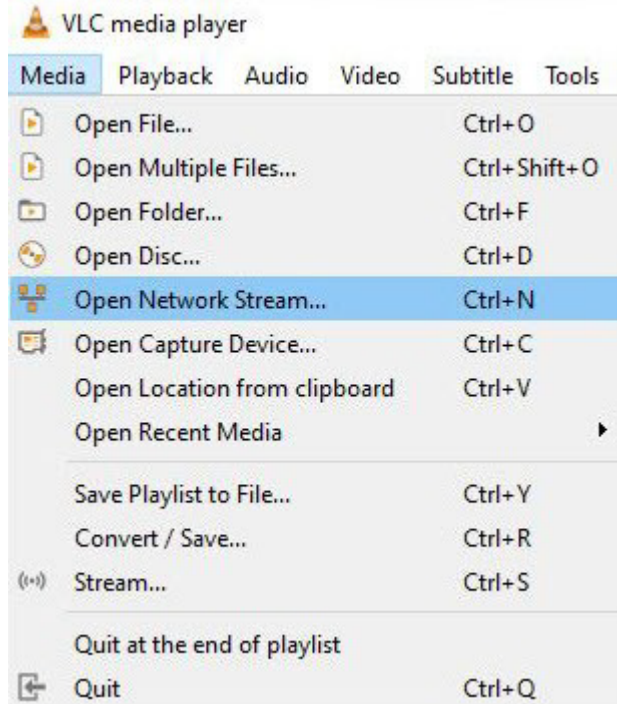 VLC media player
Media Playback Audio Video Subtitle Tools
Open File... Ctrl+O
Open Multiple Files... Ctrl+Shift+O
Open Folder... Ctrl+F
Open Disc... Ctrl+D
Open Network Stream... Ctrl+N
Open Capture Device... Ctrl+C
Open Location from clipboard Ctrl+V
Open Recent Media
Save Playlist to File... Ctrl+Y
Convert / Save... Ctrl+R
Stream... Ctrl+S
Quit at the end of playlist
Quit Ctrl+Q